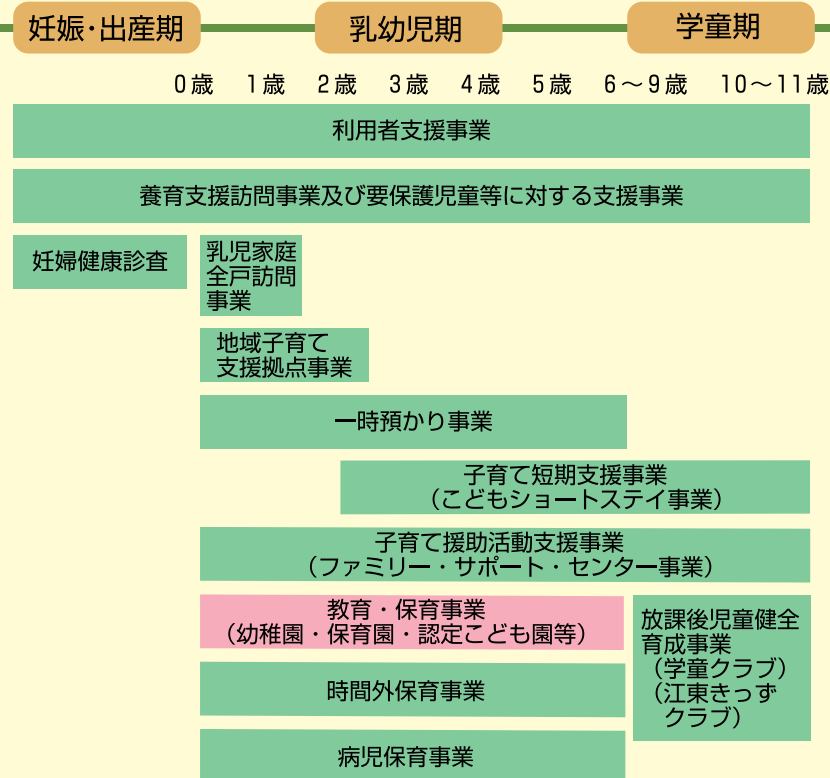 妊娠・出産期
乳幼児期
学童期
0歳 1歳 2歳 3歳 4歳 5歳 6〜9歳 10〜11歳
利用者支援事業
養育支援訪問事業及び要保護児童等に対する支援事業
妊婦健康診査
乳児家庭
全戸訪問
事業
地域子育て
支援拠点事業
一時預かり事業
子育て短期支援事業
（こどもショートステイ事業）
子育て援助活動支援事業
（ファミリー・サポート・センター事業）
教育・保育事業
（幼稚園・保育園・認定こども園等）
放課後児童健全
育成事業
（学童クラブ）
（江東きっず
クラブ）
時間外保育事業
病児保育事業